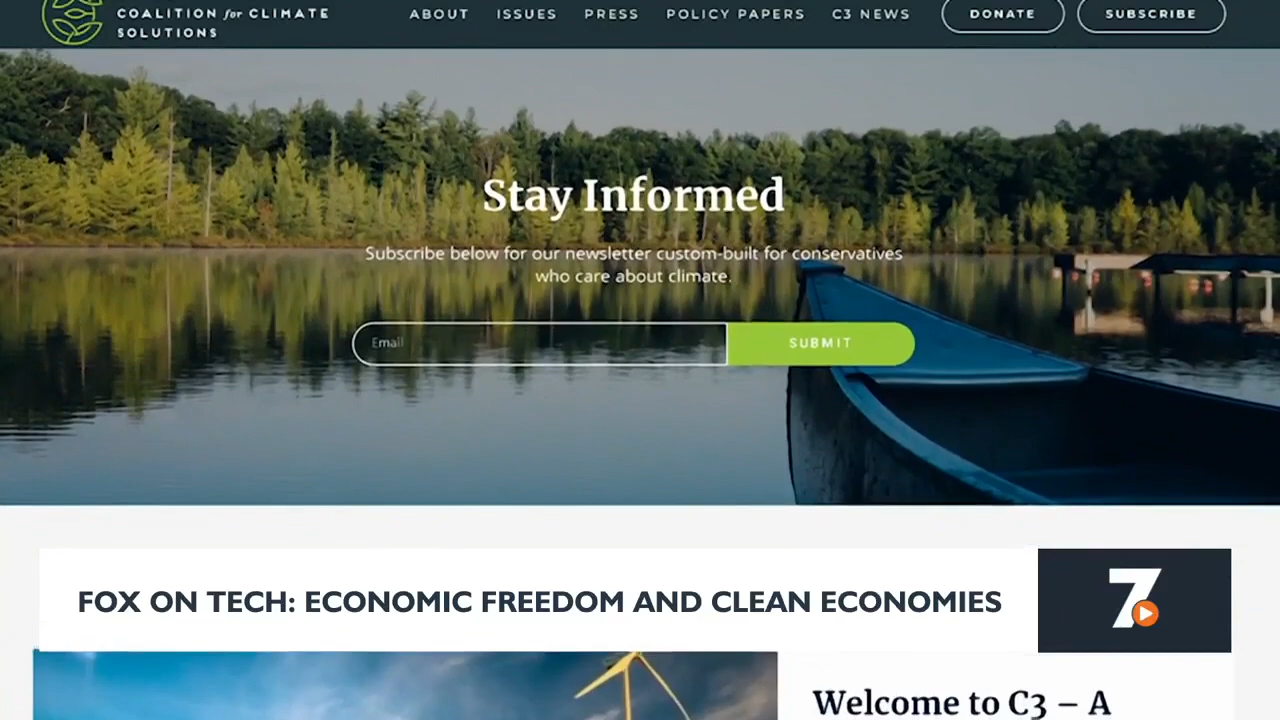 COALITION for CLIMATE
SOLUTIONS
ABOUT ISSUES PRESS POLICY PAPERS C3 NEWS DONATE SUBSCRIBE
Stay Informed
Subscribe below for our newsletter custom-built for conservatives
who care about climate.
Email SUBMIT
FOX ON TECH: ECONOMIC FREEDOM AND CLEAN ECONOMIES
7
Welcome to C3 – A